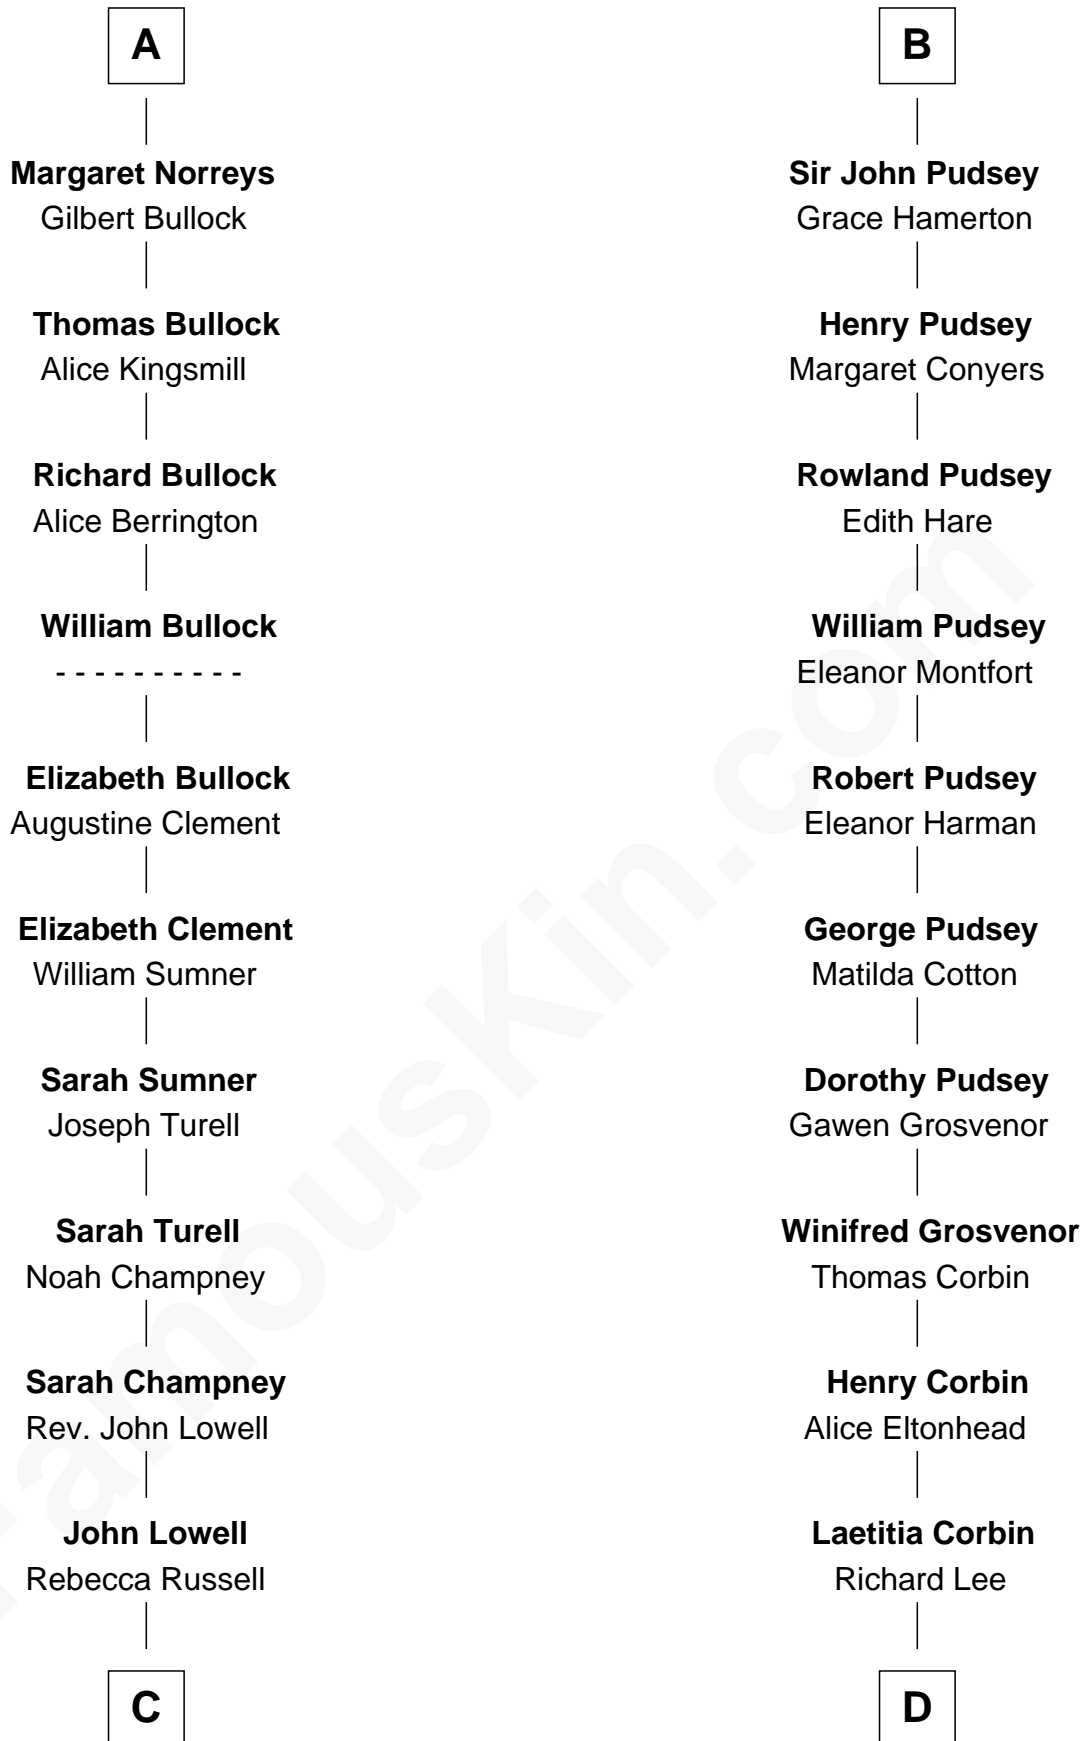 A
Margaret Norreys
Gilbert Bullock
Thomas Bullock
Alice Kingsmill
Richard Bullock
Alice Berrington
William Bullock
- - - - - - - - - -
Elizabeth Bullock
Augustine Clement
Elizabeth Clement
William Sumner
Sarah Sumner
Joseph Turell
Sarah Turell
Noah Champney
Sarah Champney
Rev. John Lowell
John Lowell
Rebecca Russell
C
B
Sir John Pudsey
Grace Hamerton
Henry Pudsey
Margaret Conyers
Rowland Pudsey
Edith Hare
William Pudsey
Eleanor Montfort
Robert Pudsey
Eleanor Harman
George Pudsey
Matilda Cotton
Dorothy Pudsey
Gawen Grosvenor
Winifred Grosvenor
Thomas Corbin
Henry Corbin
Alice Eltonhead
Laetitia Corbin
Richard Lee
D
FamousKin.com